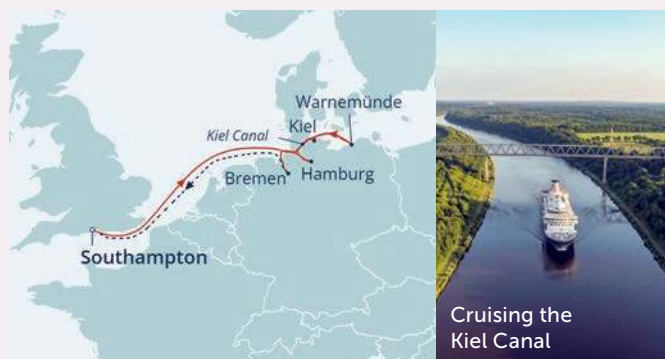 Warnemünde
Kiel Canal
Kiel
Bremen
Hamburg
Southampton
Cruising the
Kiel Canal